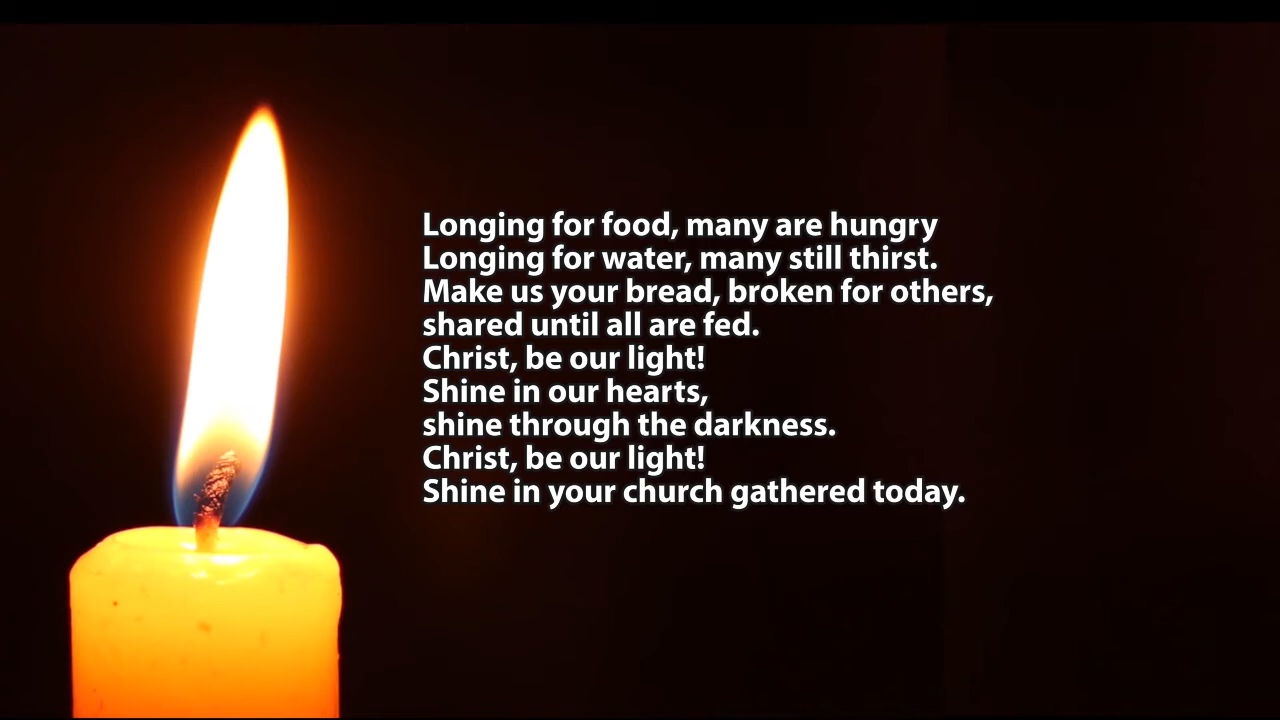 Longing for food, many are hungry
Longing for water, many still thirst.
Make us your bread, broken for others,
shared until all are fed.
Christ, be our light!
Shine in our hearts,
shine through the darkness.
Christ, be our light!
Shine in your church gathered today.